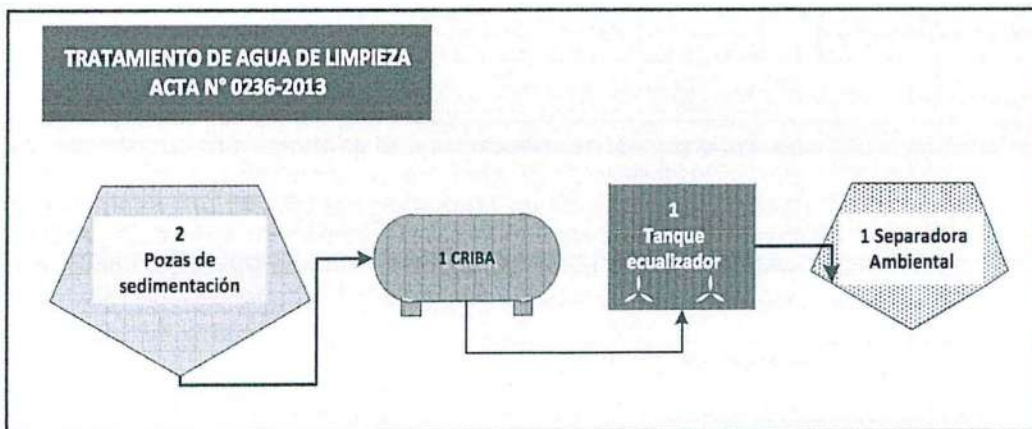 TRATAMIENTO DE AGUA DE LIMPIEZA
ACTA N° 0236-2013
2
Pozas de
sedimentación
1 CRIBA
1
Tanque
ecualizador
1 Separadora
Ambiental